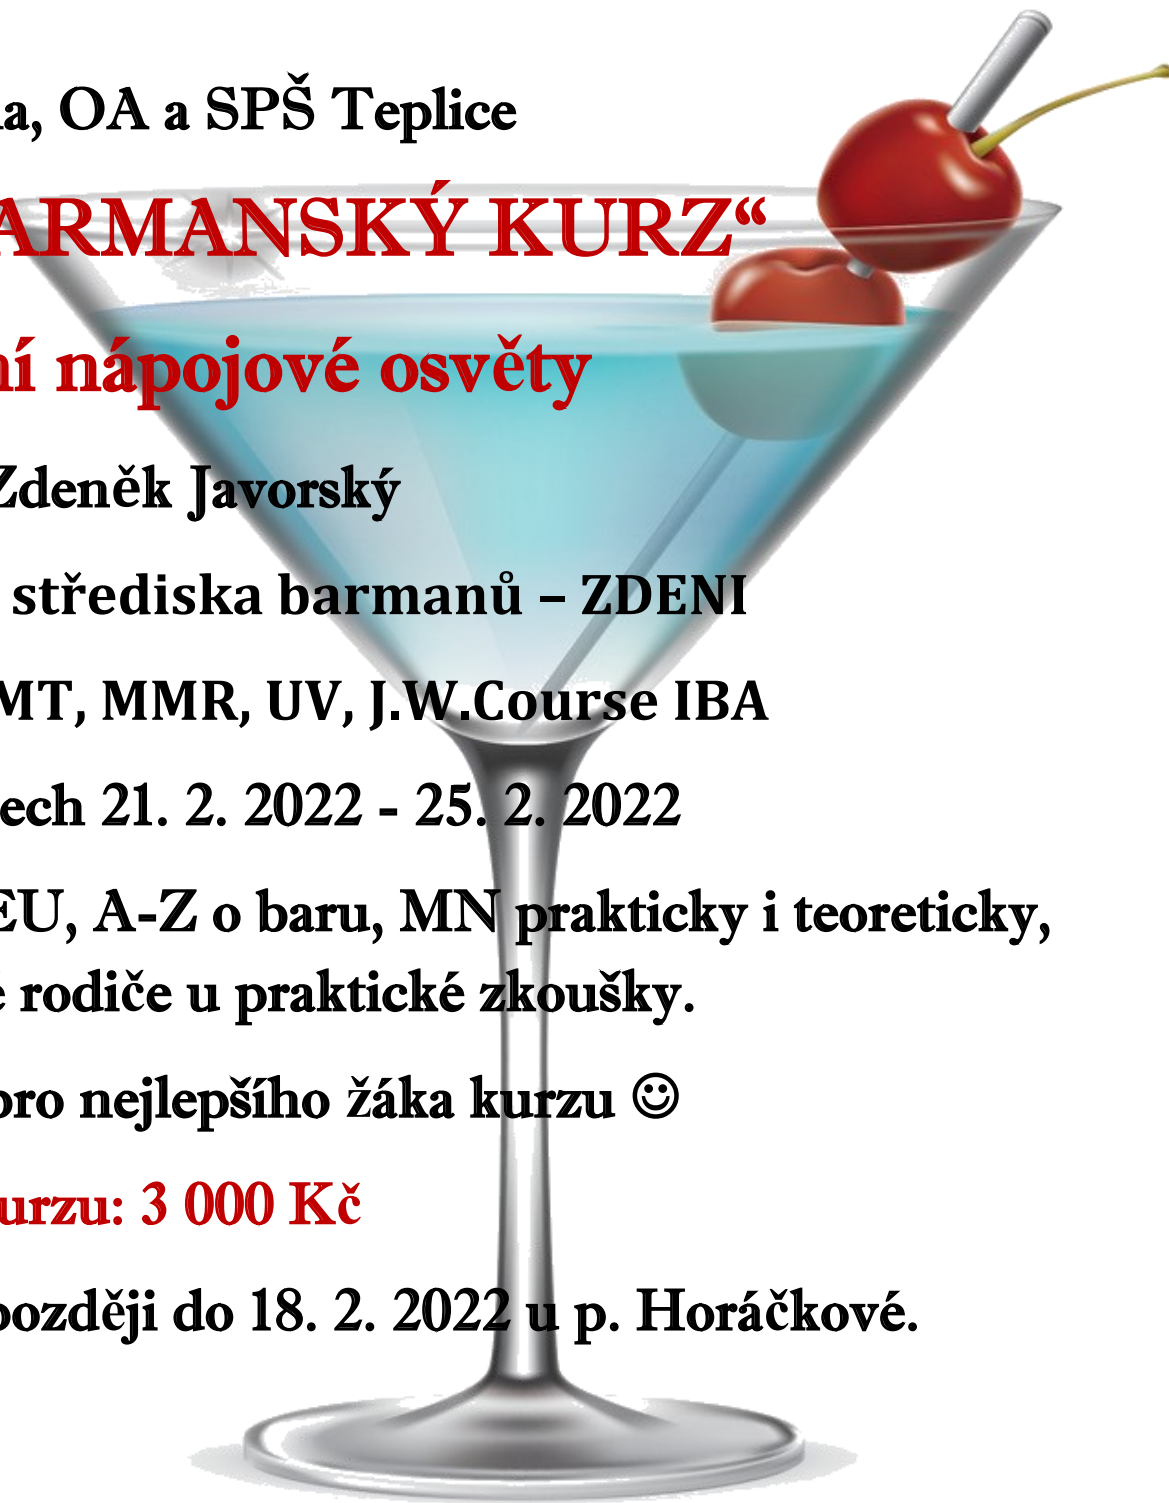 a, OA a SPŠ Teplice
ARMANSKÝ KURZ“
ní nápojové osvěty
Zdeněk Javorský
střediska barmanů – ZDENI
MT, MMR, UV, J.W.Course IBA
ech 21. 2. 2022 - 25. 2. 2022
EU, A-Z o baru, MN prakticky i teoreticky,
é rodiče u praktické zkoušky.
pro nejlepšího žáka kurzu ☺
urzu: 3 000 Kč
později do 18. 2. 2022 u p. Horáčkové.